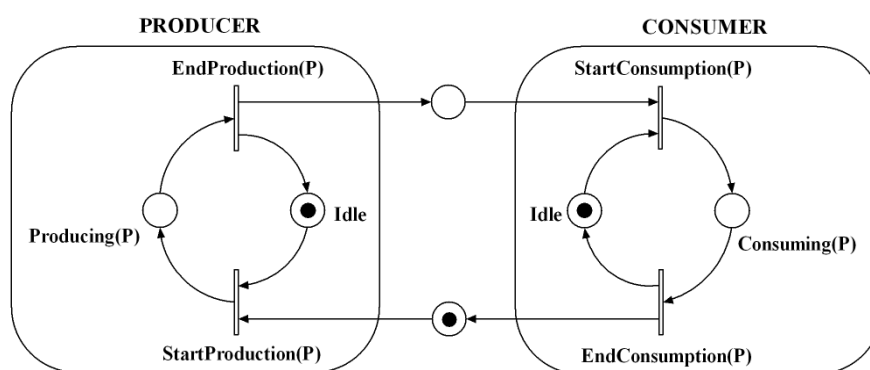 PRODUCER
CONSUMER
EndProduction(P)
StartConsumption(P)
Idle
Idle
Producing(P)
Consuming(P)
StartProduction(P)
EndConsumption(P)